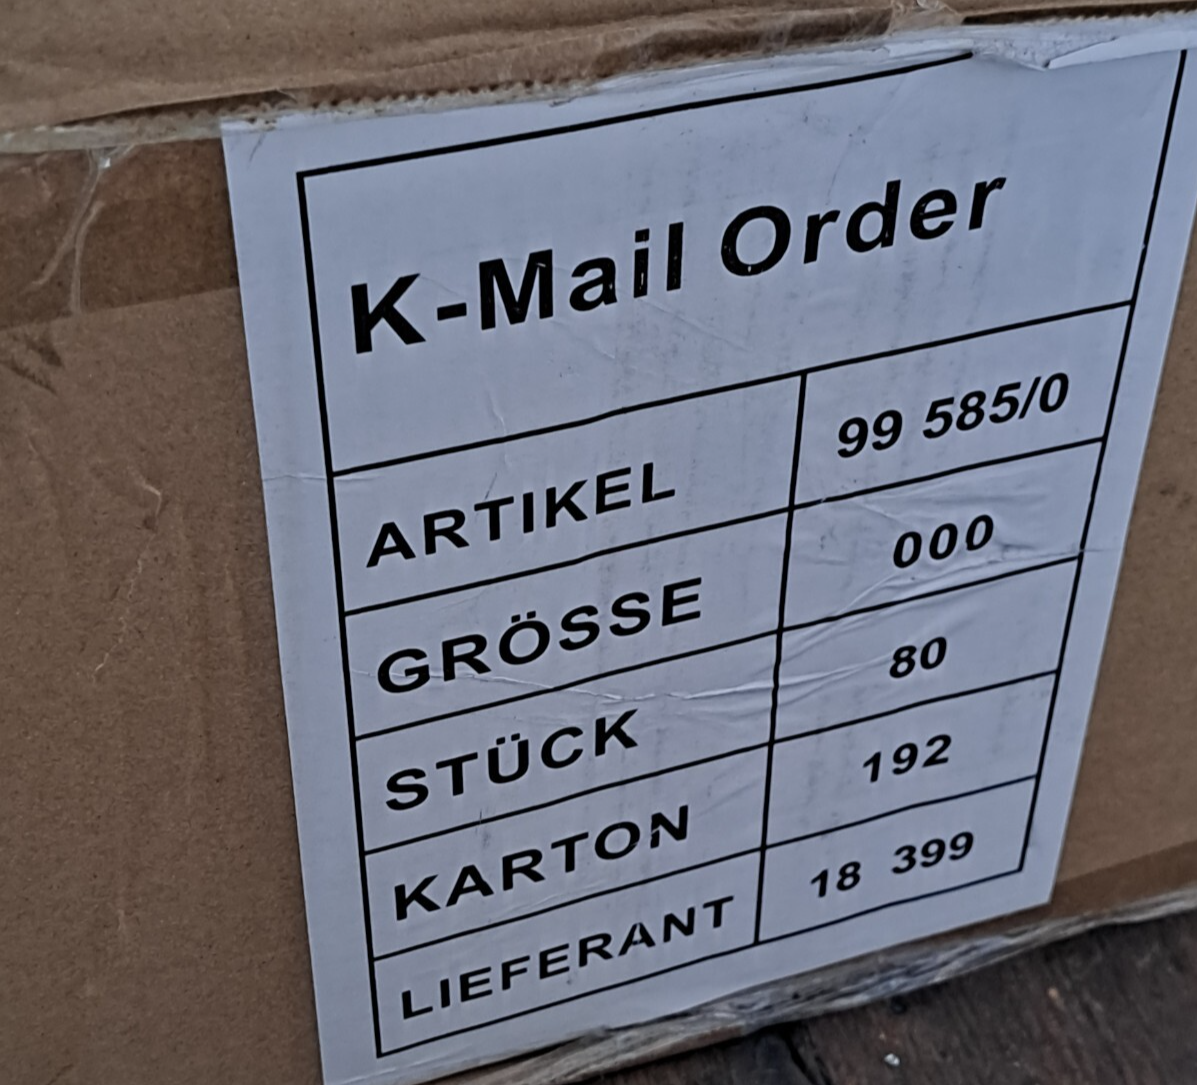 K-Mail Order
ARTIKEL 99 585/0
GRÖSSE 000
STÜCK 80
KARTON 192
LIEFERANT 18 399